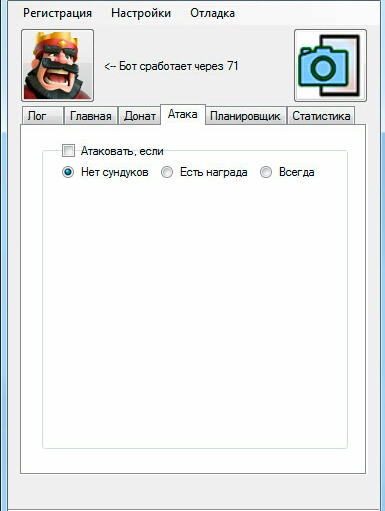 Регистрация Настройки Отладка
<-- Бот сработает через 71
Лог Главная Донат Атака Планировщик Статистика
Атаковать, если
Нет сундуков Есть награда Всегда